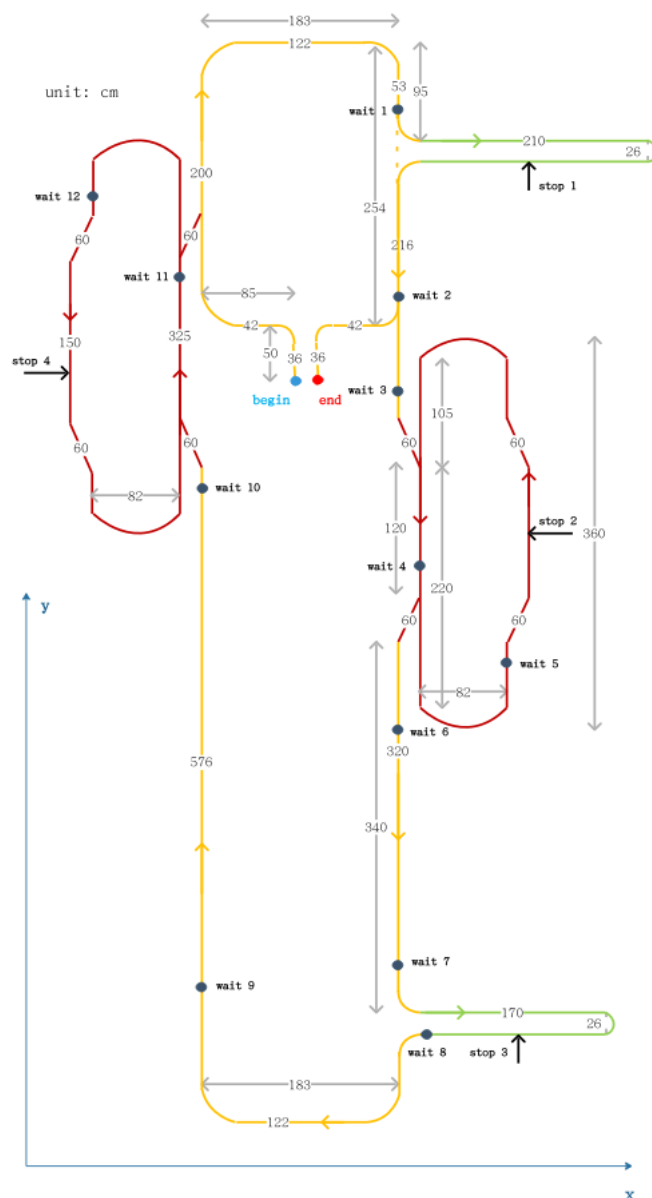 183
122
unit: cm
53
wait 1
95
210
26
stop 1
wait 12
200
254
60
60
216
wait 11
85
wait 2
42
42
150
325
50
36
36
stop 4
begin
end
wait 3
105
60
60
60
60
82
wait 10
120
stop 2
360
wait 4
220
y
60
60
wait 5
82
wait 6
320
576
340
wait 7
wait 9
170
26
wait 8
stop 3
183
122
x